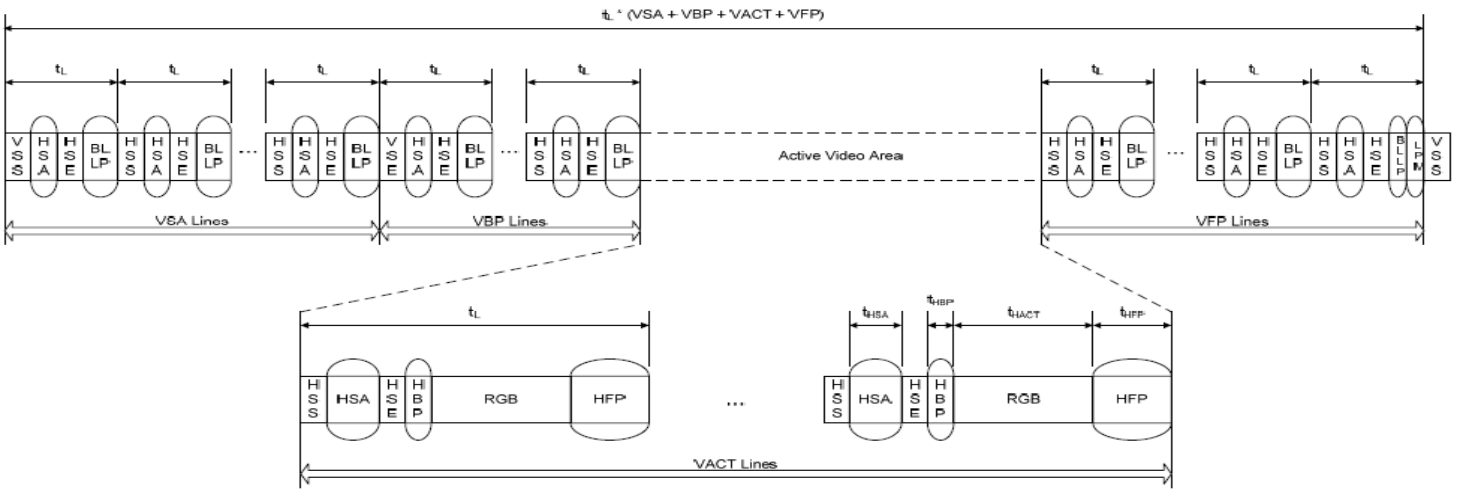 tL * (VSA + VBP + VACT + VFP)
tL tL tL tL tL tL tL tL
VSS HSA HSE BLLP HSS HSA HSE BLLP ... HSS HSA HSE BLLP VSE HSA HSE BLLP ... HSS HSA HSE BLLP Active Video Area HSS HSA HSE BLLP ... HSS HSA HSE BLLP HSS HSA HSE BLLP LPM VSS
VSA Lines VBP Lines VFP Lines
tL tHSA tHBP tHACT tHFP
HSS HSA HSE HBP RGB HFP ... HSS HSA HSE HBP RGB HFP
VACT Lines